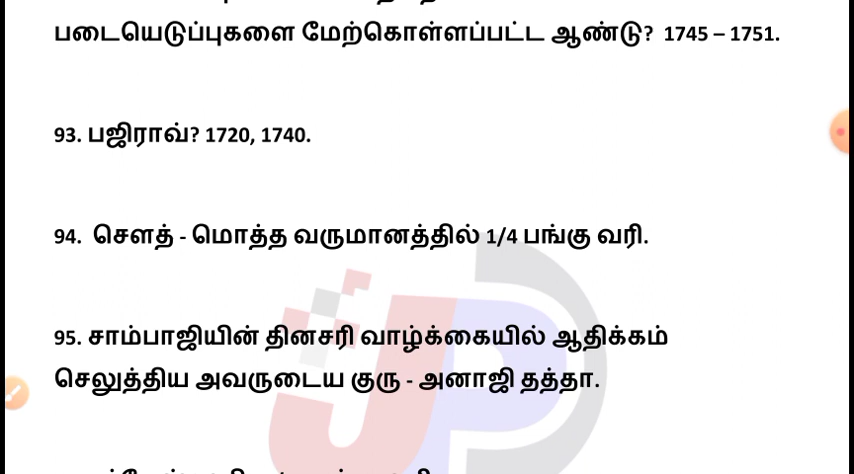 படையெடுப்புகளை மேற்கொள்ளப்பட்ட ஆண்டு? 1745 – 1751.
93. பஜிராவ்? 1720, 1740.
94. சௌத் - மொத்த வருமானத்தில் 1/4 பங்கு வரி.
95. சாம்பாஜியின் தினசரி வாழ்க்கையில் ஆதிக்கம்
செலுத்திய அவருடைய குரு - அனாஜி தத்தா.
JP